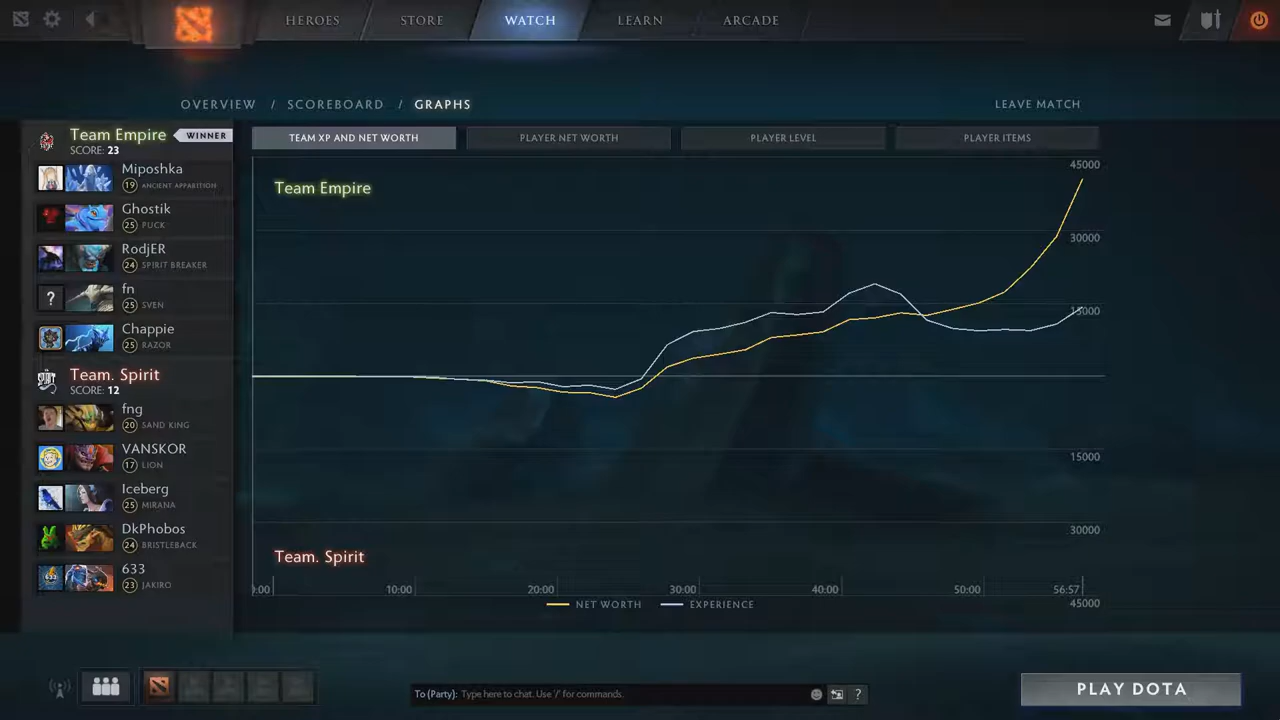 HEROES
STORE
WATCH
LEARN
ARCADE
OVERVIEW / SCOREBOARD / GRAPHS
LEAVE MATCH
Team Empire WINNER
SCORE: 23
TEAM XP AND NET WORTH
PLAYER NET WORTH
PLAYER LEVEL
PLAYER ITEMS
Miposhka
19 ANCIENT APPARITION
Ghostik
25 PUCK
RodjER
24 SPIRIT BREAKER
?
fn
25 SVEN
Chappie
25 RAZOR
Team. Spirit
SCORE: 12
fng
20 SAND KING
VANSKOR
17 LION
Iceberg
25 MIRANA
DkPhobos
24 BRISTLEBACK
633
633
23 JAKIRO
Team Empire
45000
30000
15000
15000
30000
45000
Team. Spirit
0:00 10:00 20:00 30:00 40:00 50:00 56:57
NET WORTH
EXPERIENCE
To (Party): Type here to chat. Use '/' for commands.
?
PLAY DOTA